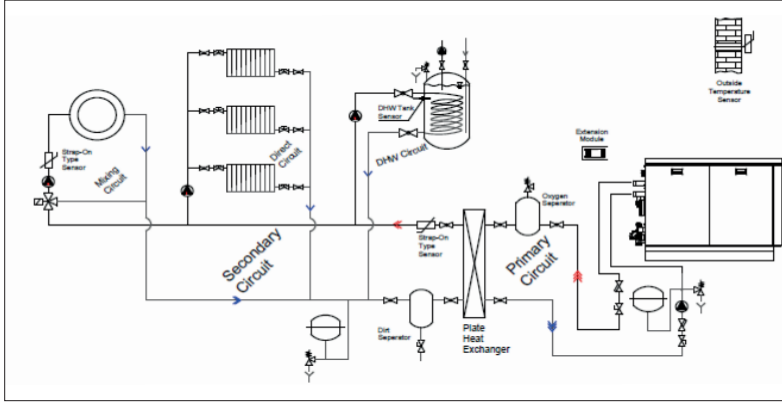 Outside
Temperature
Sensor
Extension
Module
DHW Tank
Sensor
DHW Circuit
Direct
Circuit
Strap-On
Type
Sensor
Mixing
Circuit
Oxygen
Seperator
Strap-On
Type
Sensor
Secondary
Circuit
Primary
Circuit
Dirt
Seperator
Plate
Heat
Exchanger